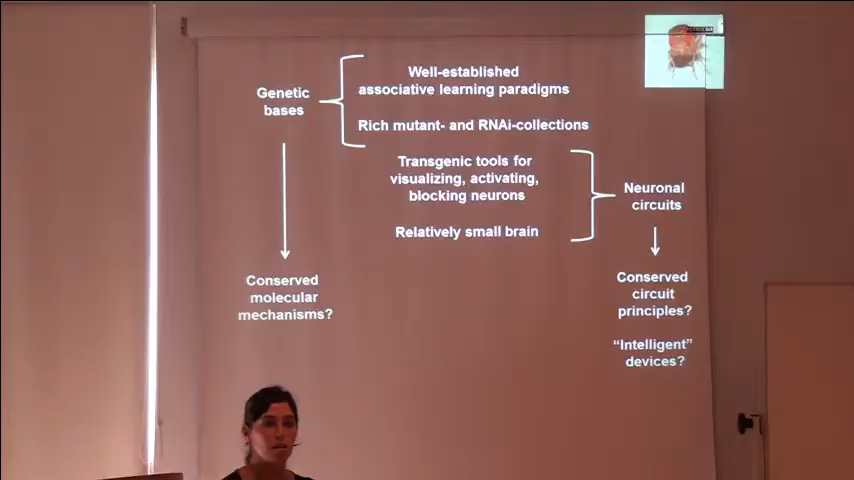 Well-established
associative learning paradigms
Genetic
bases
Rich mutant- and RNAi-collections
Transgenic tools for
visualizing, activating,
blocking neurons
Neuronal
circuits
Relatively small brain
Conserved
molecular
mechanisms?
Conserved
circuit
principles?
“Intelligent”
devices?